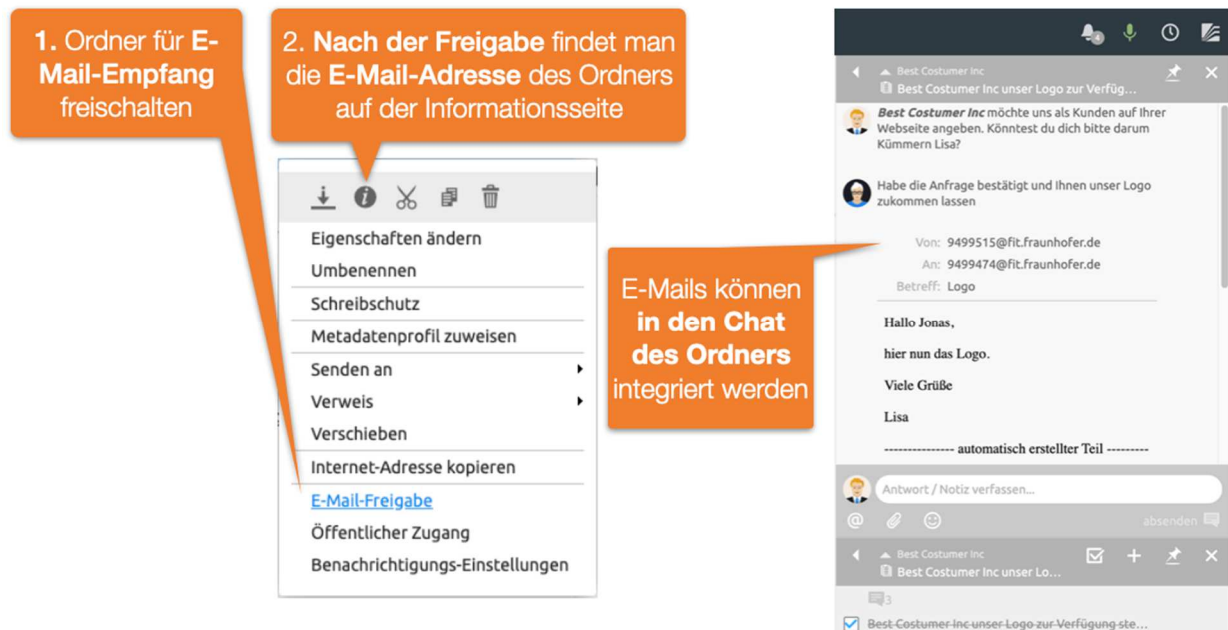 1. Ordner für E-
Mail-Empfang
freischalten
2. Nach der Freigabe findet man
die E-Mail-Adresse des Ordners
auf der Informationsseite
Eigenschaften ändern
Umbenennen
Schreibschutz
Metadatenprofil zuweisen
Senden an
Verweis
Verschieben
Internet-Adresse kopieren
E-Mail-Freigabe
Öffentlicher Zugang
Benachrichtigungs-Einstellungen
E-Mails können
in den Chat
des Ordners
integriert werden
4
Best Costumer Inc
Best Costumer Inc unser Logo zur Verfüg...
Best Costumer Inc möchte uns als Kunden auf Ihrer
Webseite angeben. Könntest du dich bitte darum
Kümmern Lisa?
Habe die Anfrage bestätigt und Ihnen unser Logo
zukommen lassen
Von: 9499515@fit.fraunhofer.de
An: 9499474@fit.fraunhofer.de
Betreff: Logo
Hallo Jonas,
hier nun das Logo.
Viele Grüße
Lisa
--------------- automatisch erstellter Teil ---------
Antwort / Notiz verfassen...
@ absenden
Best Costumer Inc
Best Costumer Inc unser Lo...
3
Best Costumer Inc unser Logo zur Verfügung ste...